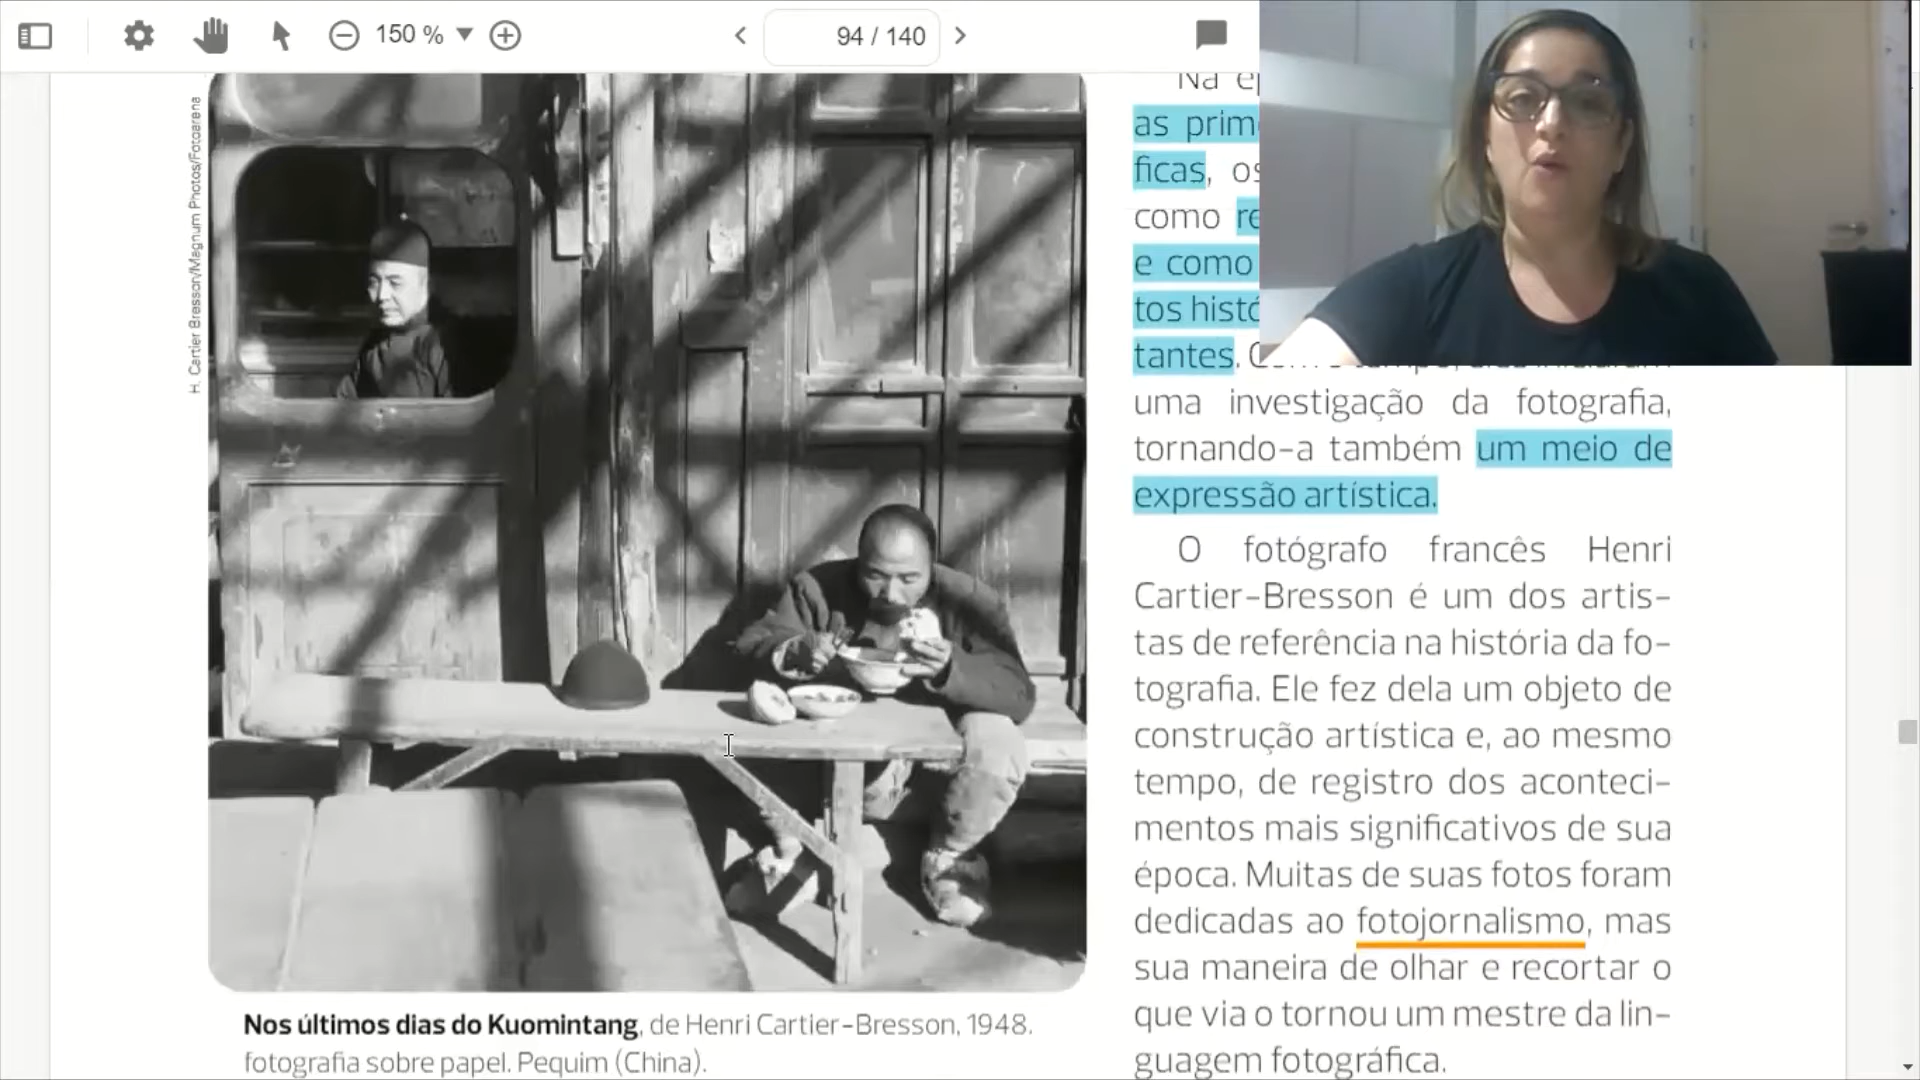 150 %
94 / 140
H. Cartier Bresson/Magnum Photos/Fotoarena
Na
as prim
ficas, os
como re
e como
tos histó
tantes.
uma investigação da fotografia,
tornando-a também um meio de
expressão artística.
O fotógrafo francês Henri
Cartier-Bresson é um dos artis-
tas de referência na história da fo-
tografia. Ele fez dela um objeto de
construção artística e, ao mesmo
tempo, de registro dos aconteci-
mentos mais significativos de sua
época. Muitas de suas fotos foram
dedicadas ao fotojornalismo, mas
sua maneira de olhar e recortar o
que via o tornou um mestre da lin-
guagem fotográfica.
Nos últimos dias do Kuomintang, de Henri Cartier-Bresson, 1948.
fotografia sobre papel. Pequim (China).